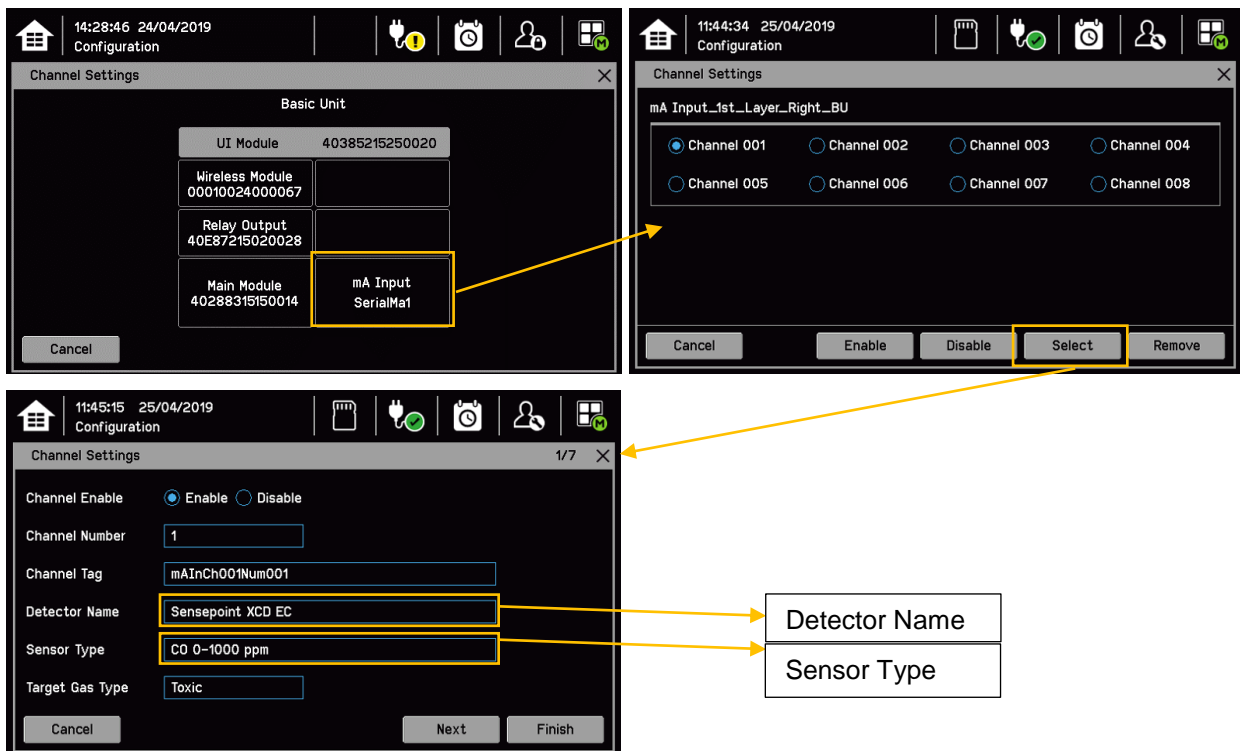 14:28:46 24/04/2019
Configuration
Channel Settings
Basic Unit
UI Module 40385215250020
Wireless Module
00010024000067
Relay Output
40E87215020028
Main Module
40288315150014
mA Input
SerialMa1
Cancel
11:44:34 25/04/2019
Configuration
M
Channel Settings
mA Input_1st_Layer_Right_BU
Channel 001 Channel 002 Channel 003 Channel 004
Channel 005 Channel 006 Channel 007 Channel 008
Cancel Enable Disable Select Remove
11:45:15 25/04/2019
Configuration
M
Channel Settings 1/7
Channel Enable Enable Disable
Channel Number 1
Channel Tag mAInCh001Num001
Detector Name Sensepoint XCD EC
Sensor Type CO 0-1000 ppm
Target Gas Type Toxic
Cancel Next Finish
Detector Name
Sensor Type